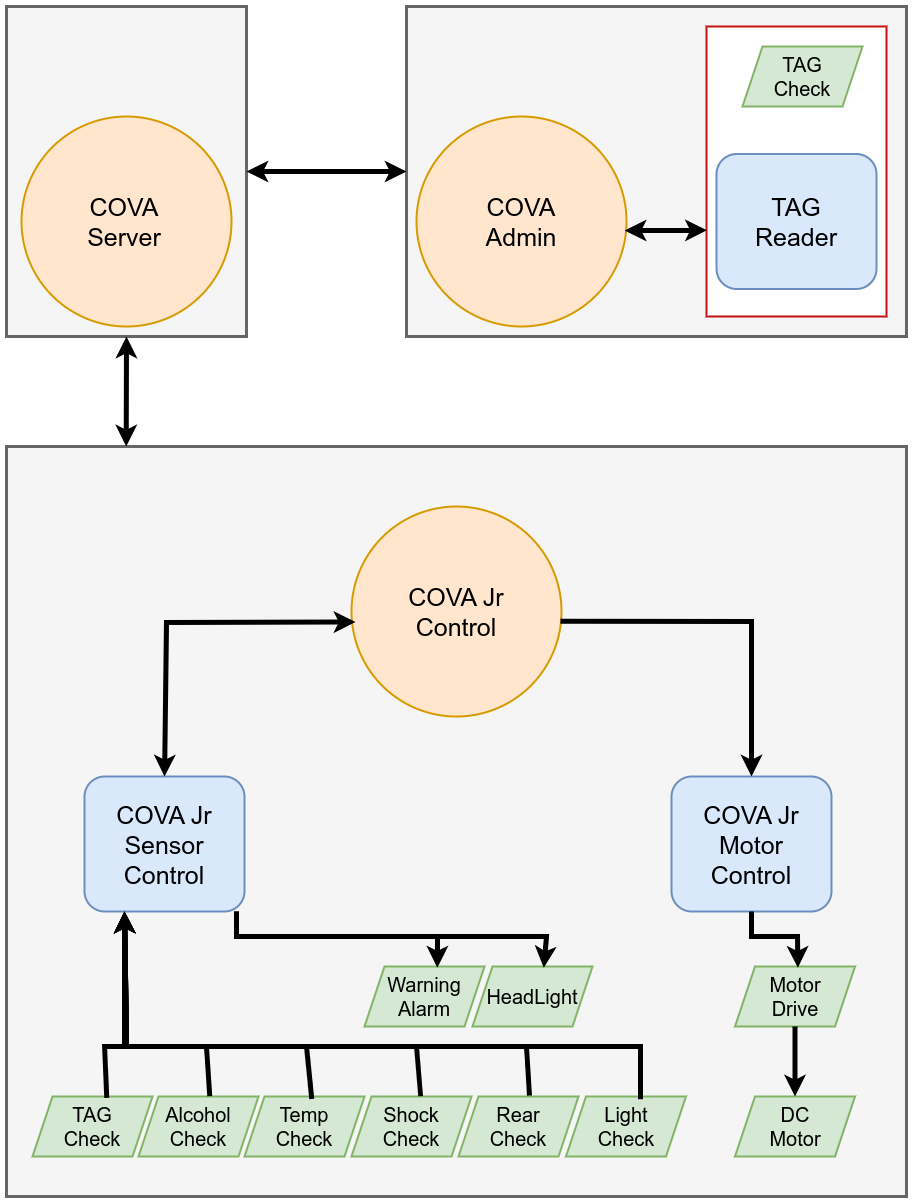 COVA
Server
COVA
Admin
TAG
Check
TAG
Reader
COVA Jr
Control
COVA Jr
Sensor
Control
COVA Jr
Motor
Control
Warning
Alarm
HeadLight
Motor
Drive
TAG
Check
Alcohol
Check
Temp
Check
Shock
Check
Rear
Check
Light
Check
DC
Motor